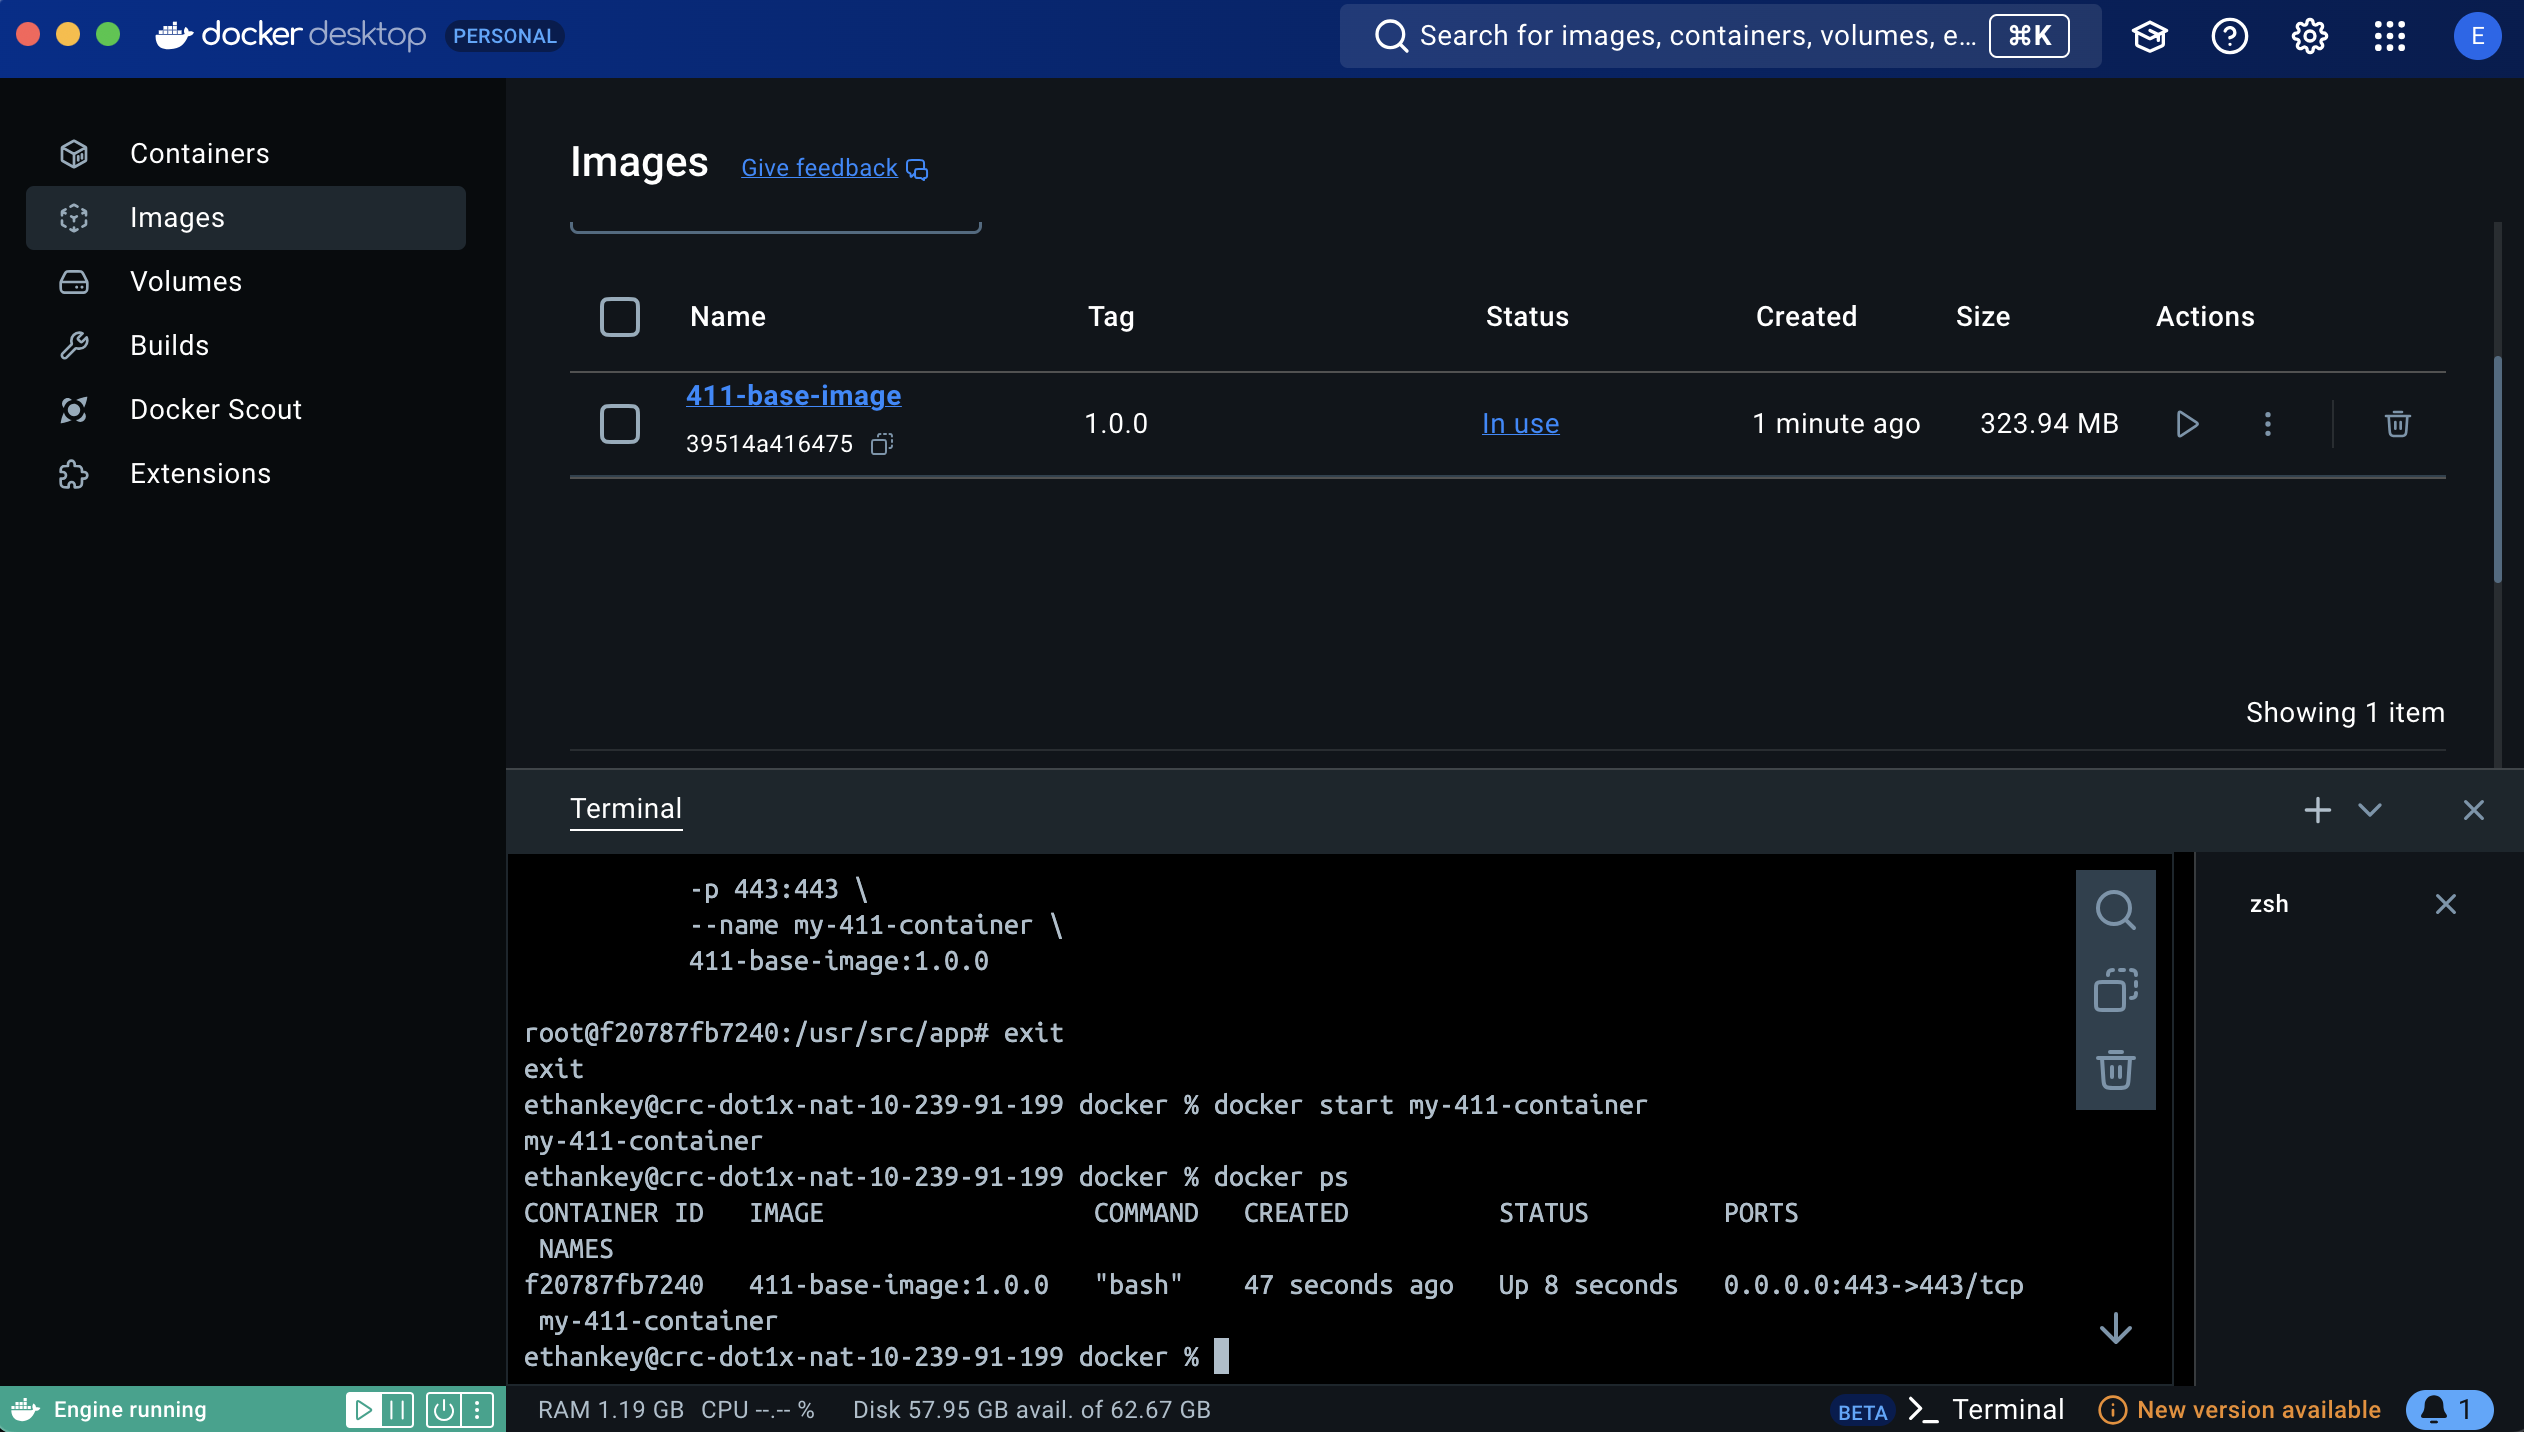 docker desktop PERSONAL
Search for images, containers, volumes, e... ⌘K
E
Containers
Images
Volumes
Builds
Docker Scout
Extensions
Images Give feedback
Name Tag Status Created Size Actions
411-base-image
39514a416475
1.0.0 In use 1 minute ago 323.94 MB
Showing 1 item
Terminal
-p 443:443 \
--name my-411-container \
411-base-image:1.0.0
root@f20787fb7240:/usr/src/app# exit
exit
ethankey@crc-dot1x-nat-10-239-91-199 docker % docker start my-411-container
my-411-container
ethankey@crc-dot1x-nat-10-239-91-199 docker % docker ps
CONTAINER ID IMAGE COMMAND CREATED STATUS PORTS
NAMES
f20787fb7240 411-base-image:1.0.0 "bash" 47 seconds ago Up 8 seconds 0.0.0.0:443->443/tcp
my-411-container
ethankey@crc-dot1x-nat-10-239-91-199 docker %
zsh
Engine running
RAM 1.19 GB CPU --.-- % Disk 57.95 GB avail. of 62.67 GB
BETA >_ Terminal
New version available
1